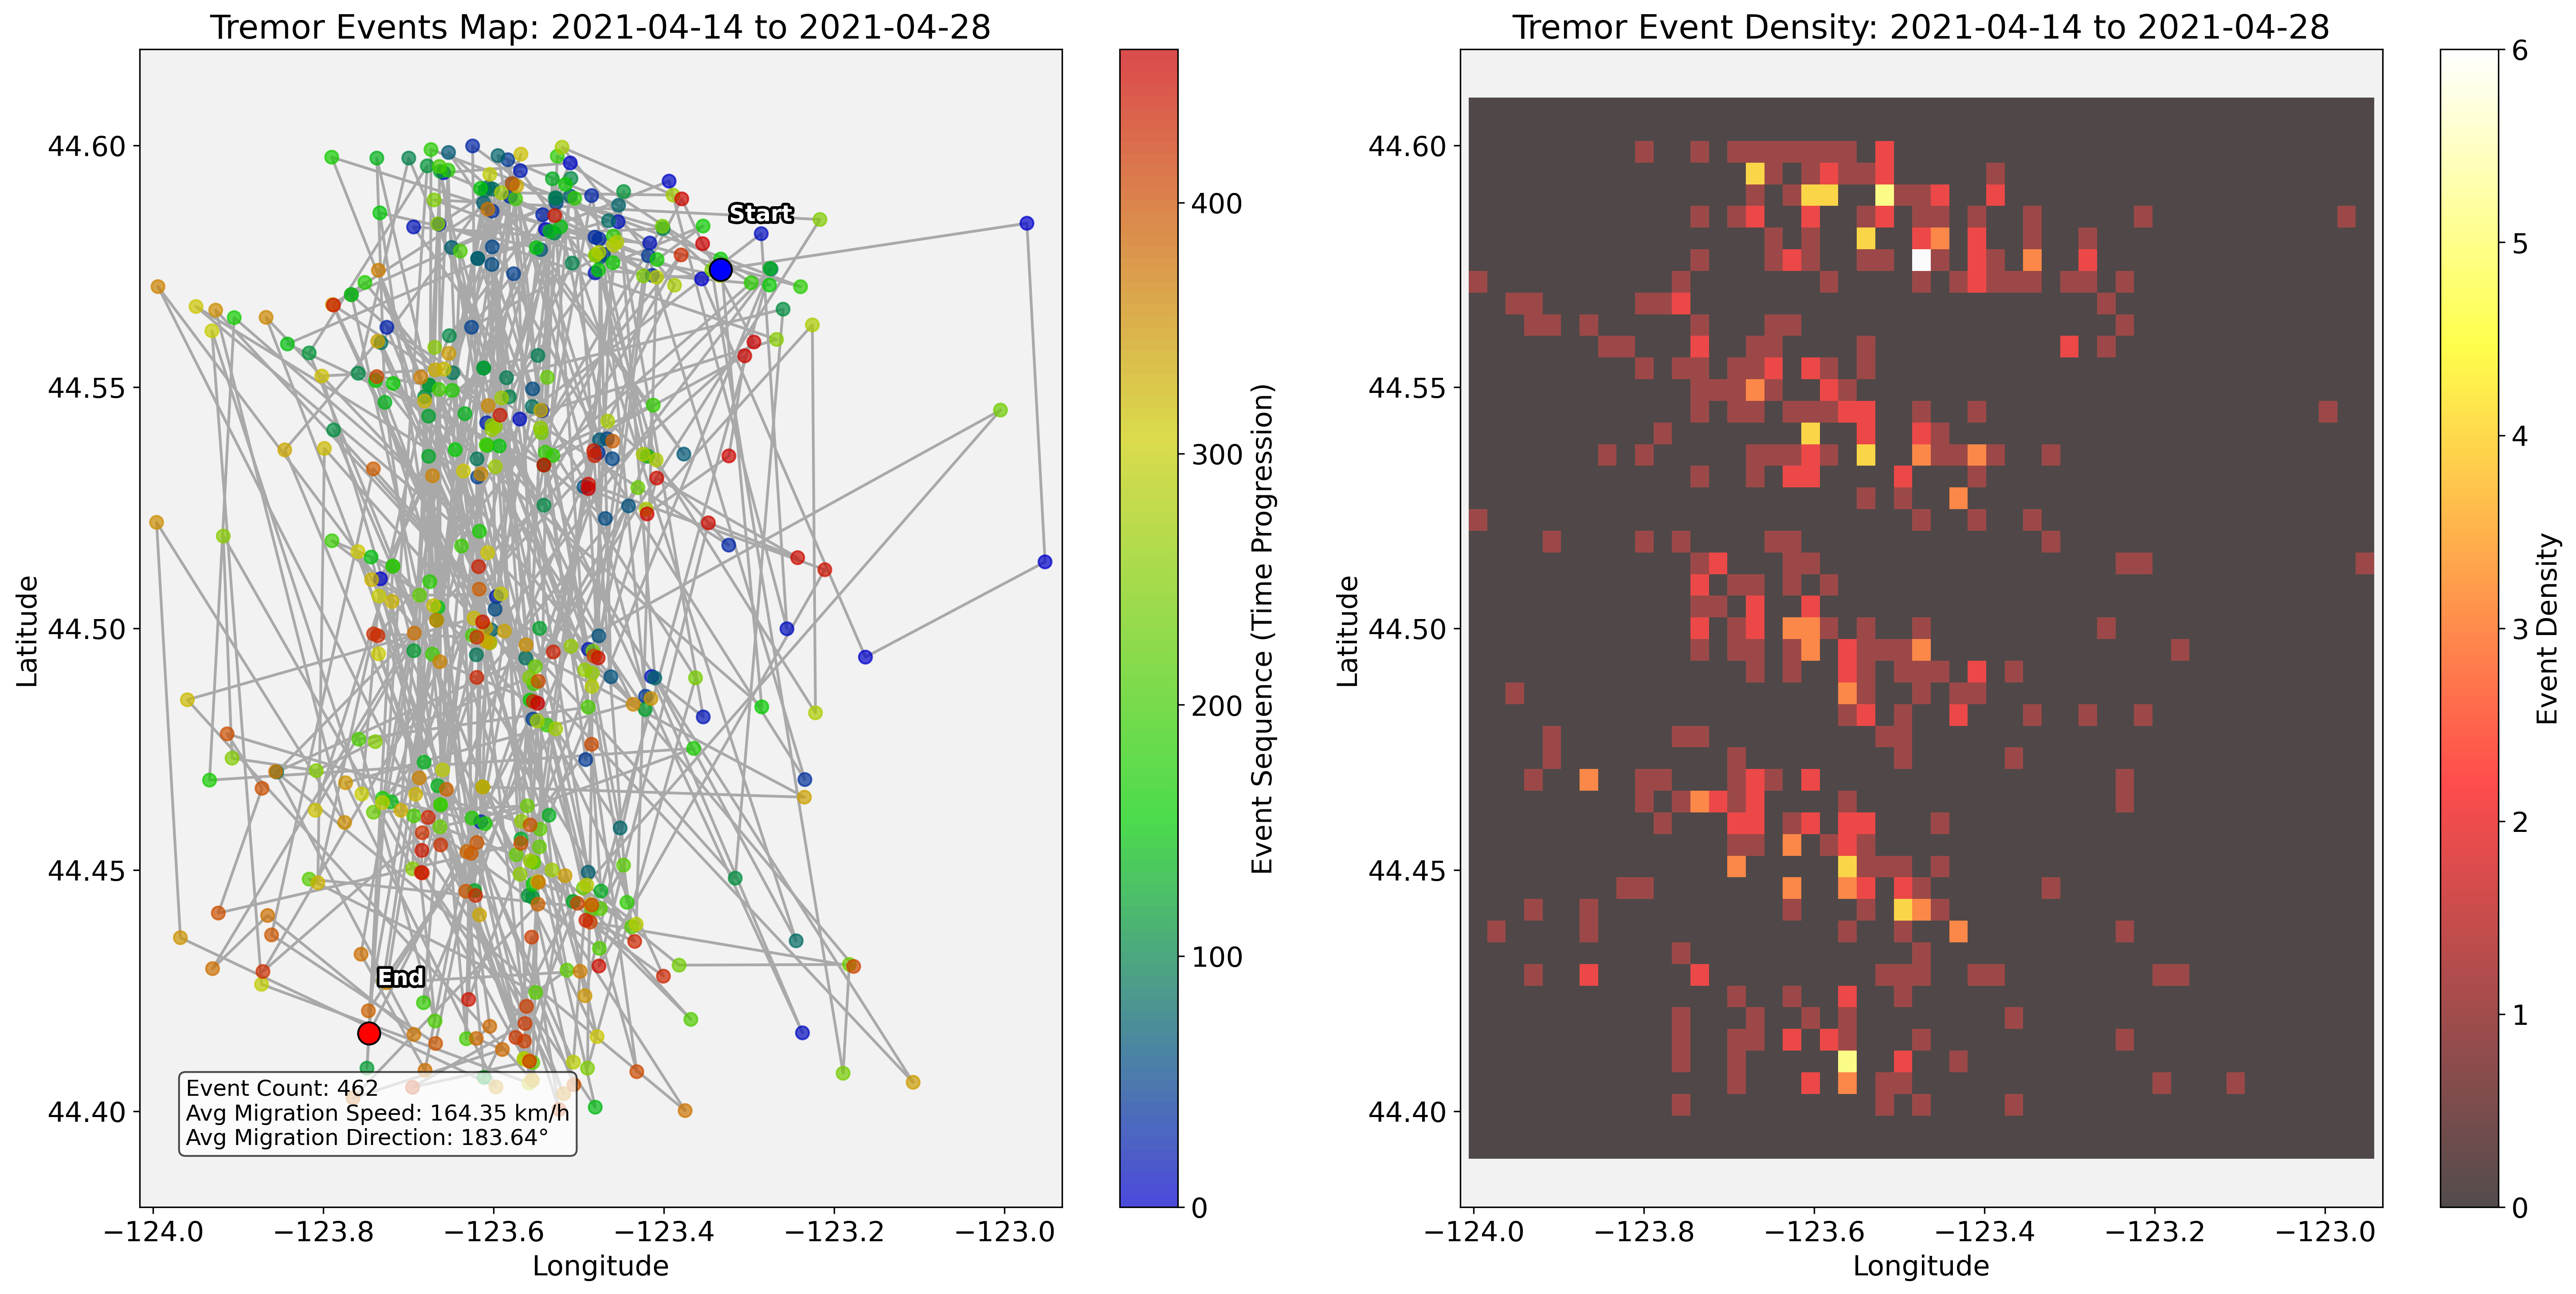 Tremor Events Map: 2021-04-14 to 2021-04-28
44.60
44.55
44.50
44.45
44.40
Latitude
−124.0
−123.8
−123.6
−123.4
−123.2
−123.0
Longitude
Start
End
Event Count: 462
Avg Migration Speed: 164.35 km/h
Avg Migration Direction: 183.64°
400
300
200
100
0
Event Sequence (Time Progression)
Tremor Event Density: 2021-04-14 to 2021-04-28
44.60
44.55
44.50
44.45
44.40
Latitude
−124.0
−123.8
−123.6
−123.4
−123.2
−123.0
Longitude
6
5
4
3
2
1
0
Event Density